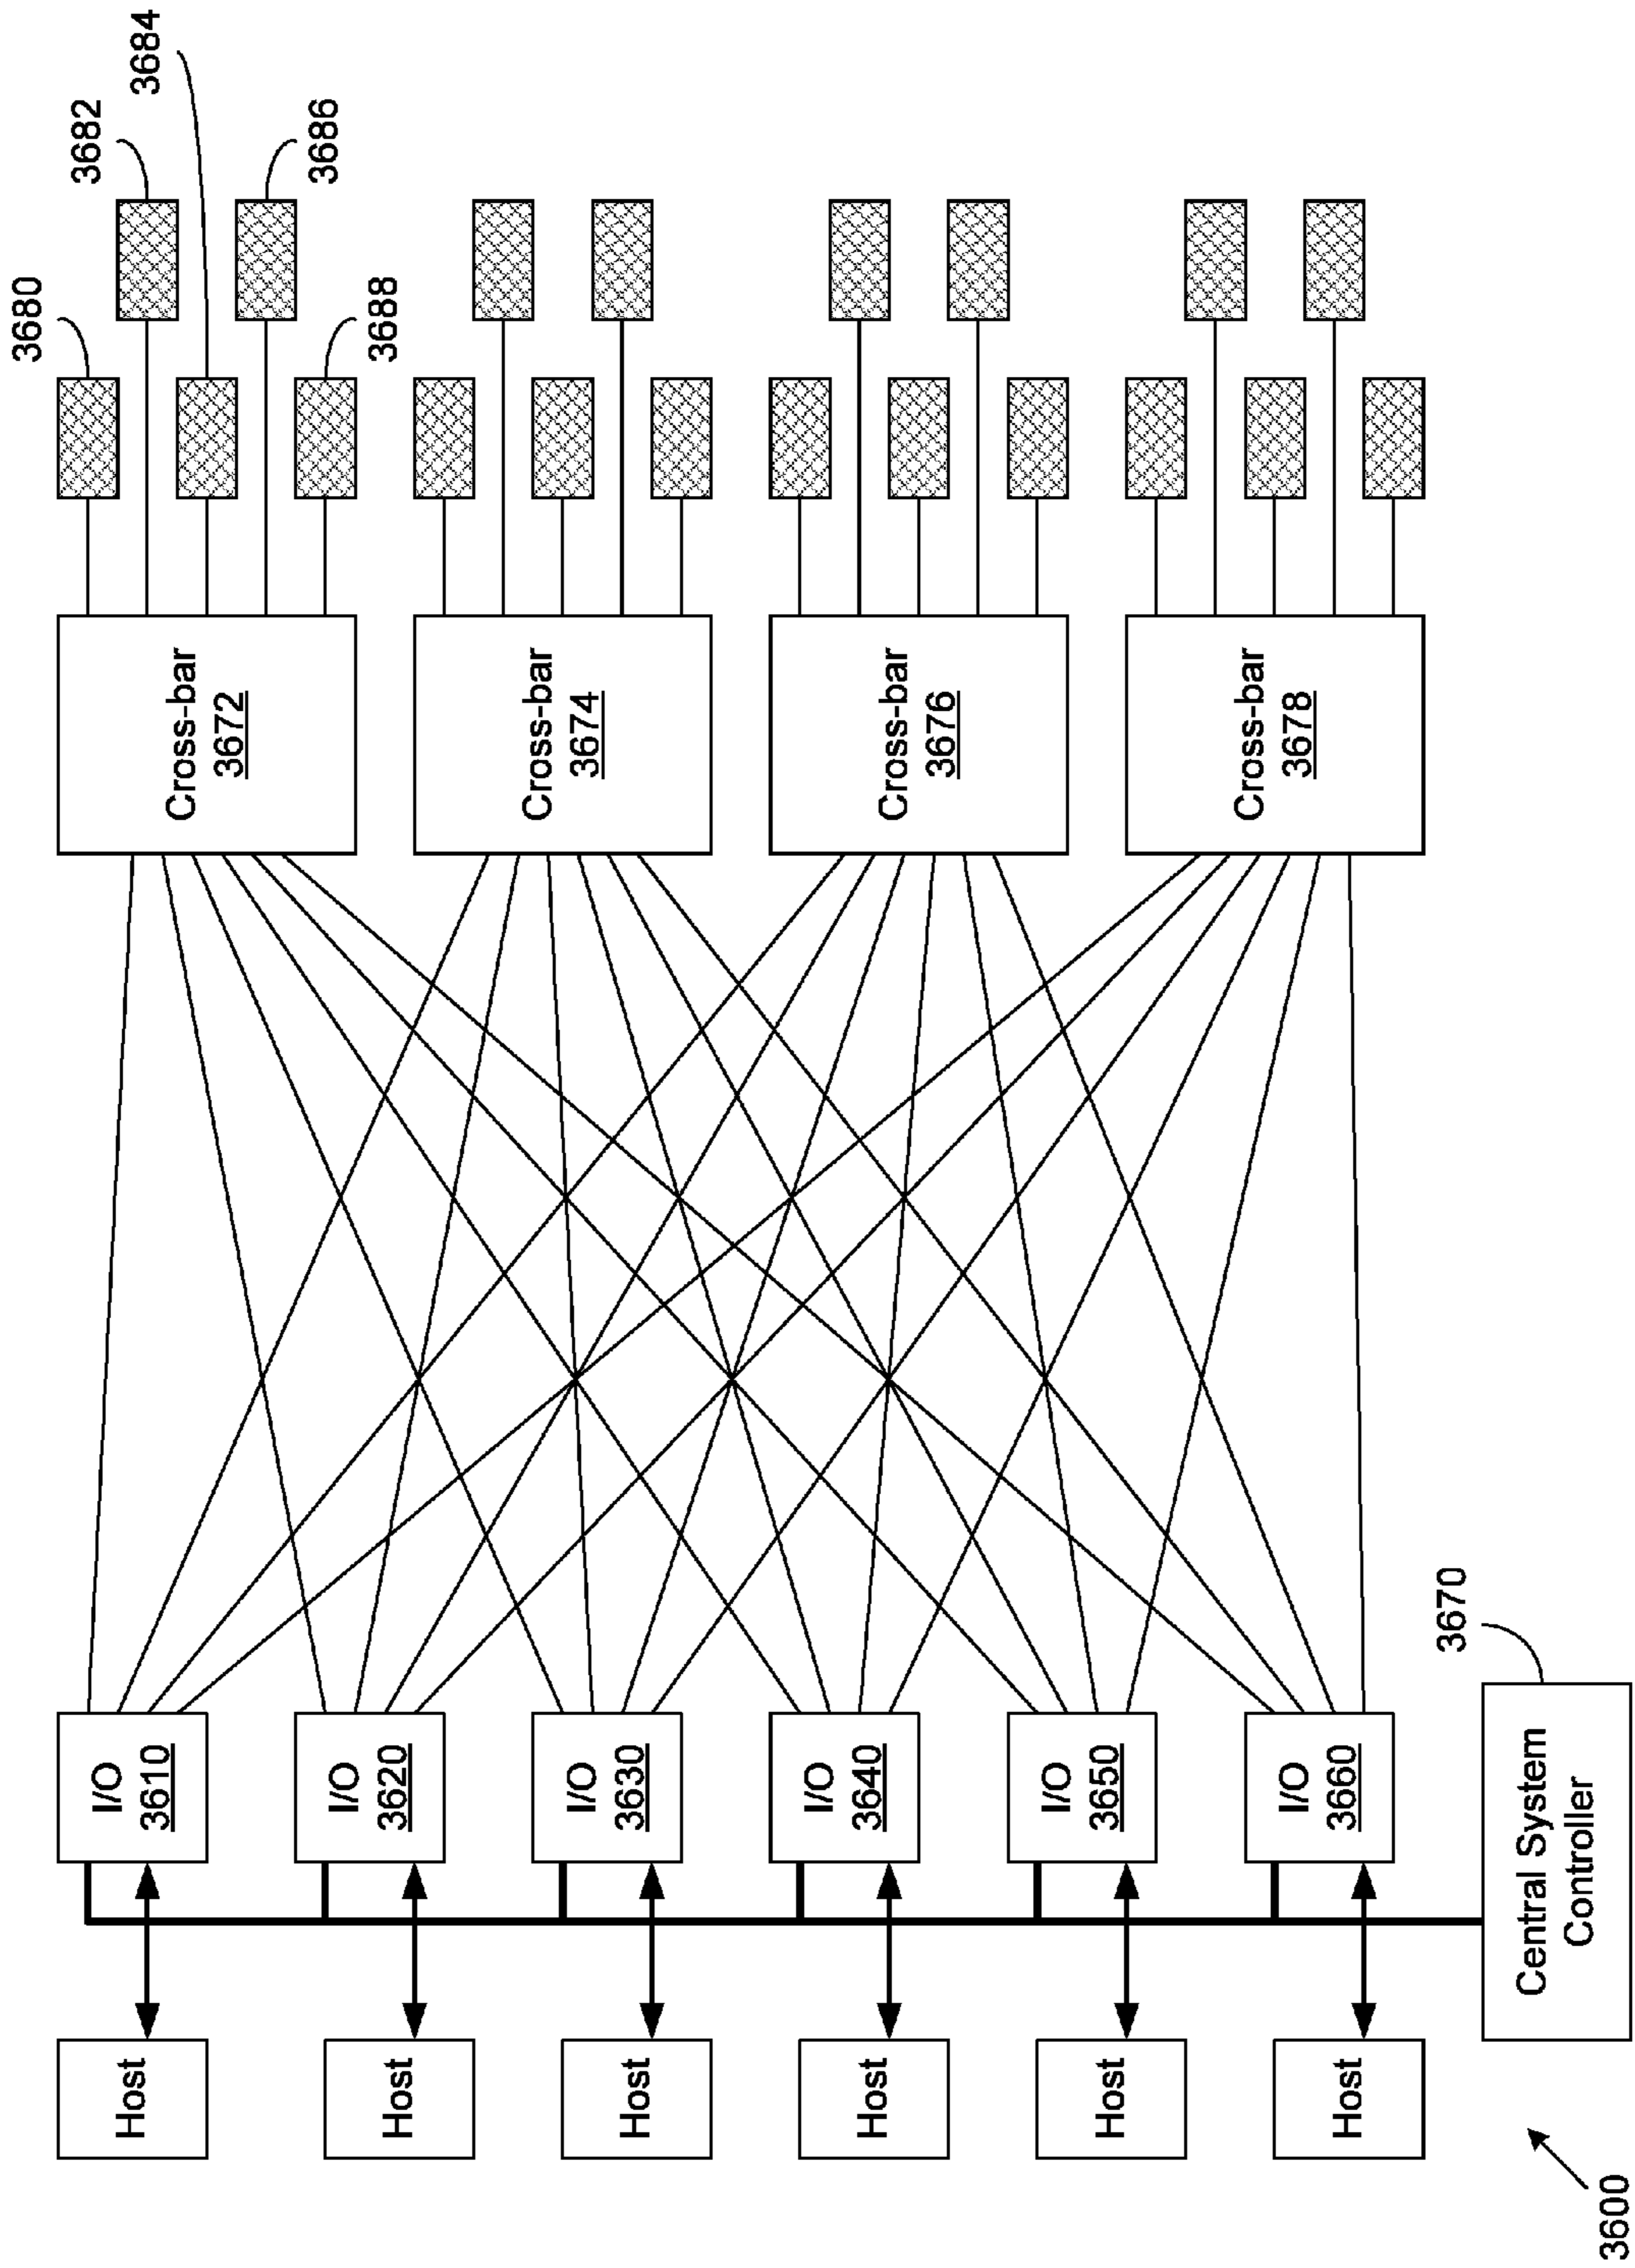 3600
Host
Host
Host
Host
Host
Host
I/O
3610
I/O
3620
I/O
3630
I/O
3640
I/O
3650
I/O
3660
Central System
Controller
3670
Cross-bar
3672
Cross-bar
3674
Cross-bar
3676
Cross-bar
3678
3680
3682
3684
3686
3688